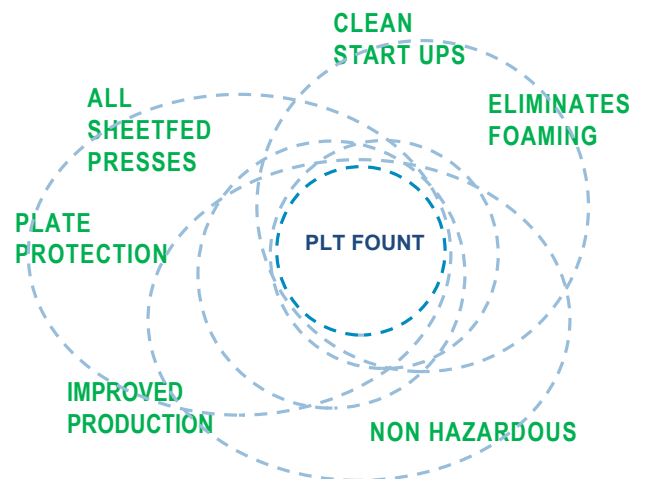 CLEAN
START UPS
ELIMINATES
FOAMING
ALL
SHEETFED
PRESSES
PLATE
PROTECTION
PLT FOUNT
IMPROVED
PRODUCTION
NON HAZARDOUS